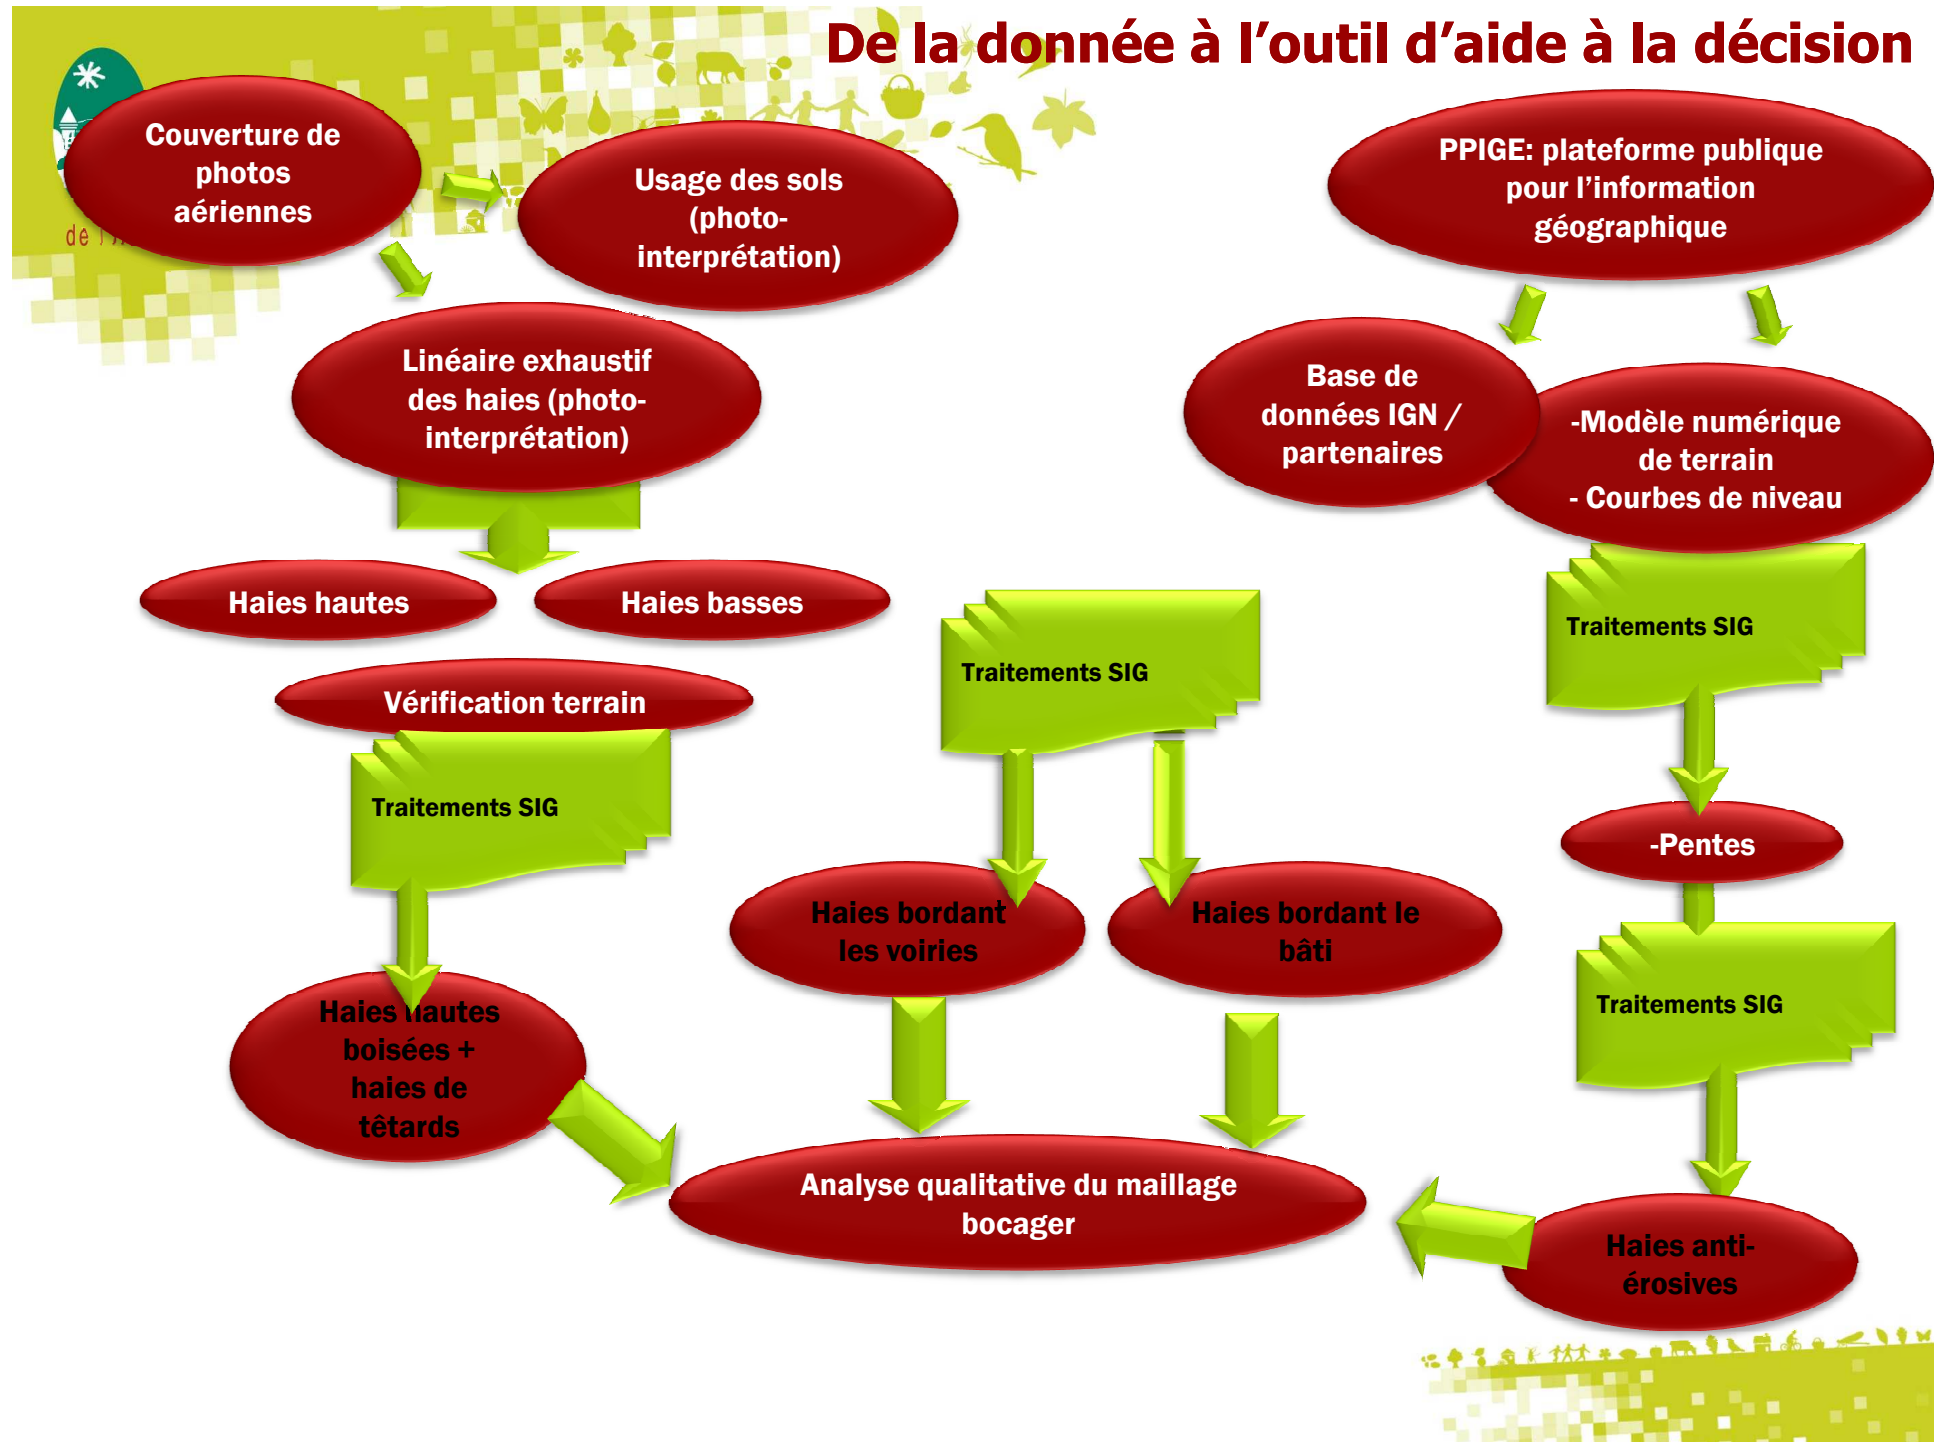 De la donnée à l'outil d'aide à la décision
Couverture de
photos
aériennes
Usage des sols
(photo-
interprétation)
PPIGE: plateforme publique
pour l'information
géographique
Linéaire exhaustif
des haies (photo-
interprétation)
Base de
données IGN /
partenaires
-Modèle numérique
de terrain
- Courbes de niveau
Haies hautes
Haies basses
Vérification terrain
Traitements SIG
Traitements SIG
Traitements SIG
-Pentes
Haies bordant
les voiries
Haies bordant le
bâti
Traitements SIG
Haies hautes
boisées +
haies de
têtards
Analyse qualitative du maillage
bocager
Haies anti-
érosives
de